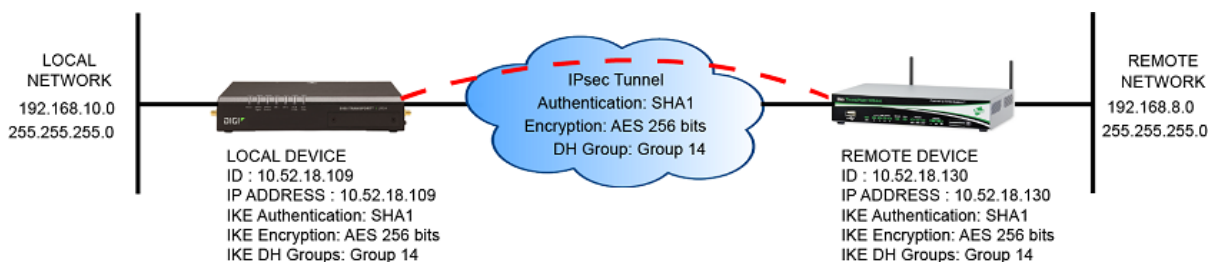 LOCAL
NETWORK
192.168.10.0
255.255.255.0
DIGI
LOCAL DEVICE
ID : 10.52.18.109
IP ADDRESS : 10.52.18.109
IKE Authentication: SHA1
IKE Encryption: AES 256 bits
IKE DH Groups: Group 14
IPsec Tunnel
Authentication: SHA1
Encryption: AES 256 bits
DH Group: Group 14
REMOTE DEVICE
ID : 10.52.18.130
IP ADDRESS : 10.52.18.130
IKE Authentication: SHA1
IKE Encryption: AES 256 bits
IKE DH Groups: Group 14
REMOTE
NETWORK
192.168.8.0
255.255.255.0